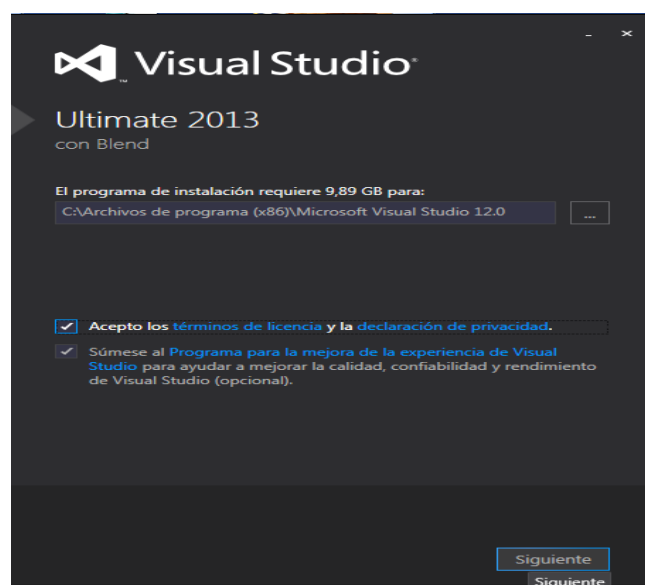 Visual Studio
Ultimate 2013
con Blend
El programa de instalación requiere 9,89 GB para:
C:\Archivos de programa (x86)\Microsoft Visual Studio 12.0
...
Acepto los términos de licencia y la declaración de privacidad.
Súmese al Programa para la mejora de la experiencia de Visual
Studio para ayudar a mejorar la calidad, confiabilidad y rendimiento
de Visual Studio (opcional).
Siguiente
Siguiente